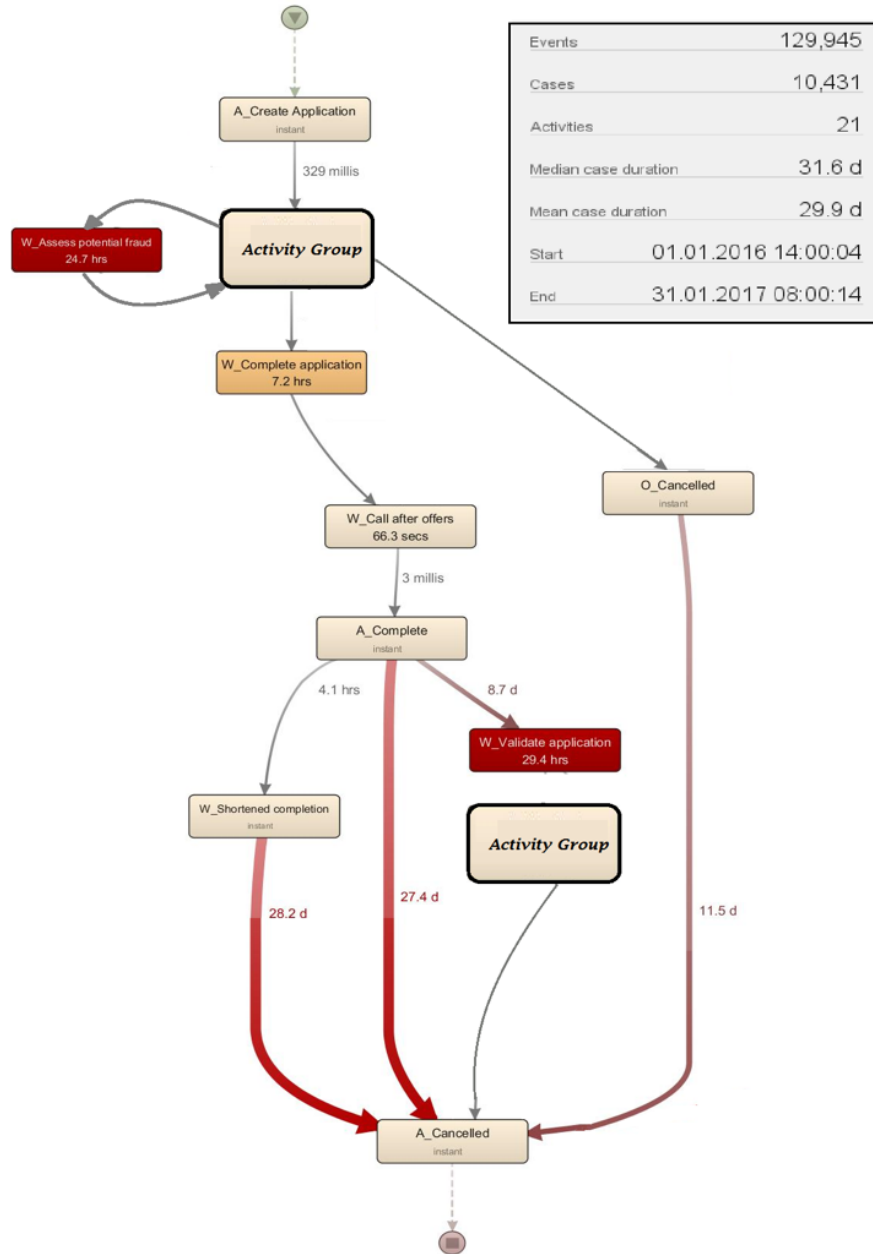 Events 129,945
Cases 10,431
Activities 21
Median case duration 31.6 d
Mean case duration 29.9 d
Start 01.01.2016 14:00:04
End 31.01.2017 08:00:14
A_Create Application
instant
329 millis
W_Assess potential fraud
24.7 hrs
Activity Group
W_Complete application
7.2 hrs
O_Cancelled
instant
W_Call after offers
66.3 secs
3 millis
A_Complete
instant
4.1 hrs
8.7 d
W_Validate application
29.4 hrs
W_Shortened completion
instant
Activity Group
28.2 d
27.4 d
11.5 d
A_Cancelled
instant